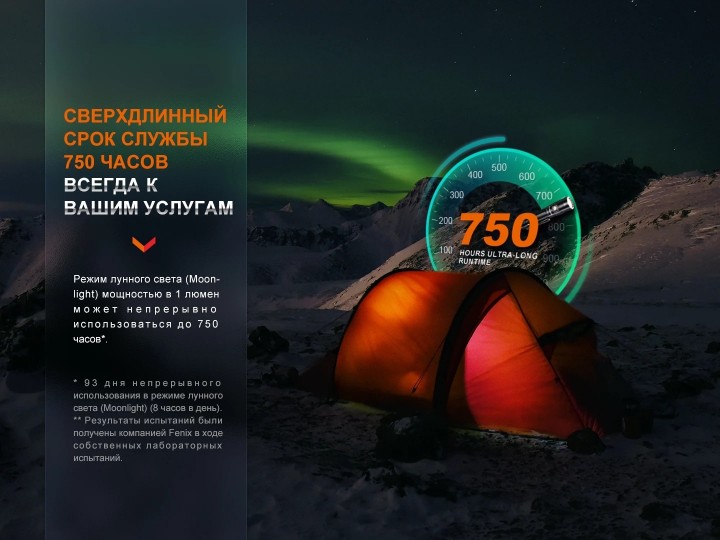 СВЕРХДЛИННЫЙ
СРОК СЛУЖБЫ
750 ЧАСОВ
ВСЕГДА К
ВАШИМ УСЛУГАМ
Режим лунного света (Moon-
light) мощностью в 1 люмен
может непрерывно
использоваться до 750
часов*.
* 93 дня непрерывного
использования в режиме лунного
света (Moonlight) (8 часов в день).
** Результаты испытаний были
получены компанией Fenix в ходе
собственных лабораторных
испытаний.
100
200
300
400
500
600
700
800
900
750
HOURS ULTRA-LONG
RUNTIME